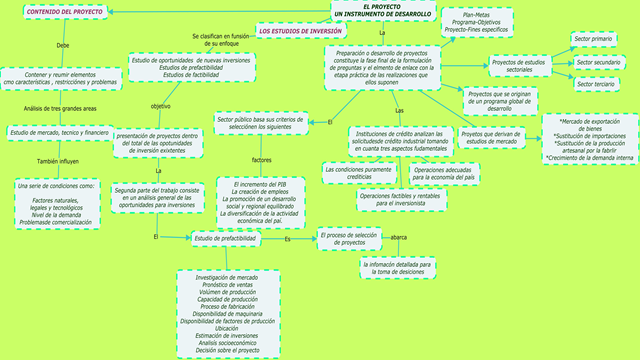 CONTENIDO DEL PROYECTO
EL PROYECTO
UN INSTRUMENTO DE DESARROLLO
LOS ESTUDIOS DE INVERSIÓN
Debe
Contener y reumir elementos
cmo caracteristicas , restricciónes y problemas
Análisis de tres grandes areas
Estudio de mercado, tecnico y financiero
También influyen
Una serie de condiciones como:
Factores naturales,
legales y tecnológicos
Nivel de la demanda
Problemasde comercialización
Se clasifican en función
de su enfoque
Estudio de oportunidades de nuevas inversiones
Estudios de prefactibilidad
Estudios de factibilidad
objetivo
presentación de proyectos dentro
del total de las opotunidades
de inversión existentes
La
Segunda parte del trabajo consiste
en un análisis general de las
oportunidades para inversiones
El
Estudio de prefactibilidad
Es
El proceso de selección
de proyectos
abarca
la infomación detallada para
la toma de desiciones
Investigación de mercado
Pronóstico de ventas
Volúmen de producción
Capacidad de producción
Proceso de fabricación
Disponibilidad de maquinaria
Disponibilidad de factores de prducción
Ubicación
Estimación de inversiones
Analisis socioeconómico
Decisión sobre el proyecto
La
Preparación o desarrollo de proyectos
constituye la fase final de la formulación
de preguntas y el elmento de enlace con la
etapa práctica de las realizaciones que
ellos suponen
El
Sector público basa sus criterios de
selecciónen los siguientes
factores
El incremento del PIB
La creación de empleos
La promoción de un desarrollo
social y regional equilibrado
La diversificación de la actividad
económica del paí.
Las
Instituciones de crédito analizan las
solicitudesde crédito industrial tomando
en cuanta tres aspectos fudamentales
Las condiciones puramente
crediticias
Operaciones adecuadas
para la economia del país
Operaciones factibles y rentables
para el inversionista
Plan-Metas
Programa-Objetivos
Proyecto-Fines especificos
Proyectos de estudios
sectoriales
Sector primario
Sector secundario
Sector terciario
Proyectos que se originan
de un programa global de
desarrollo
Proyetos que derivan de
estudios de mercado
*Mercado de exportación
de bienes
*Sustitución de importaciones
*Sustitución de la producción
artesanal por la fabrilr
*Crecimiento de la demanda interna